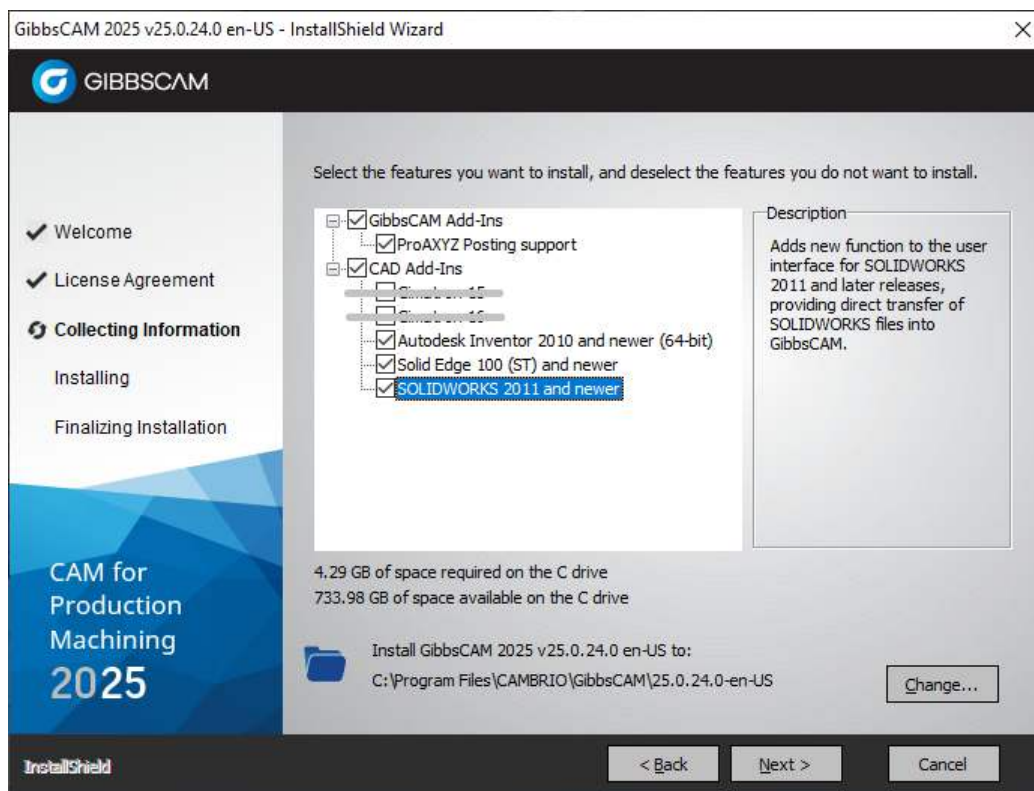 GibbsCAM 2025 v25.0.24.0 en-US - InstallShield Wizard
GIBBSCAM
Select the features you want to install, and deselect the features you do not want to install.
Welcome
License Agreement
Collecting Information
Installing
Finalizing Installation
GibbsCAM Add-Ins
ProAXYZ Posting support
CAD Add-Ins
Cimatron 15
Cimatron 16
Autodesk Inventor 2010 and newer (64-bit)
Solid Edge 100 (ST) and newer
SOLIDWORKS 2011 and newer
Description
Adds new function to the user
interface for SOLIDWORKS
2011 and later releases,
providing direct transfer of
SOLIDWORKS files into
GibbsCAM.
CAM for
Production
Machining
2025
4.29 GB of space required on the C drive
733.98 GB of space available on the C drive
Install GibbsCAM 2025 v25.0.24.0 en-US to:
C:\Program Files\CAMBRIO\GibbsCAM\25.0.24.0-en-US
Change...
InstallShield
< Back
Next >
Cancel